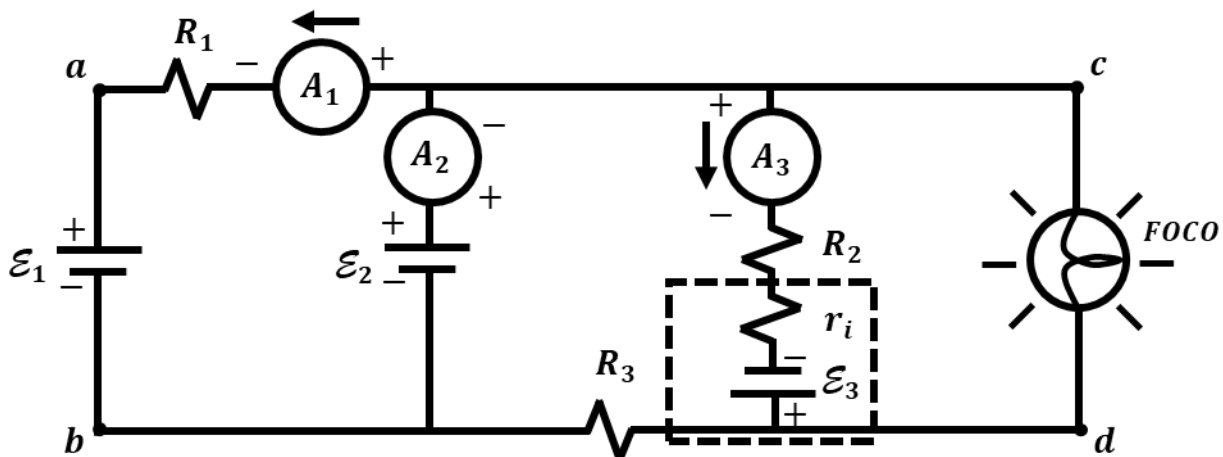 R₁
a
− A₁ +
c
−
A₂
+
+
A₃
−
+
ℰ₁
−
+
ℰ₂
−
R₂
FOCO
rᵢ
−
ℰ₃
+
R₃
b
d